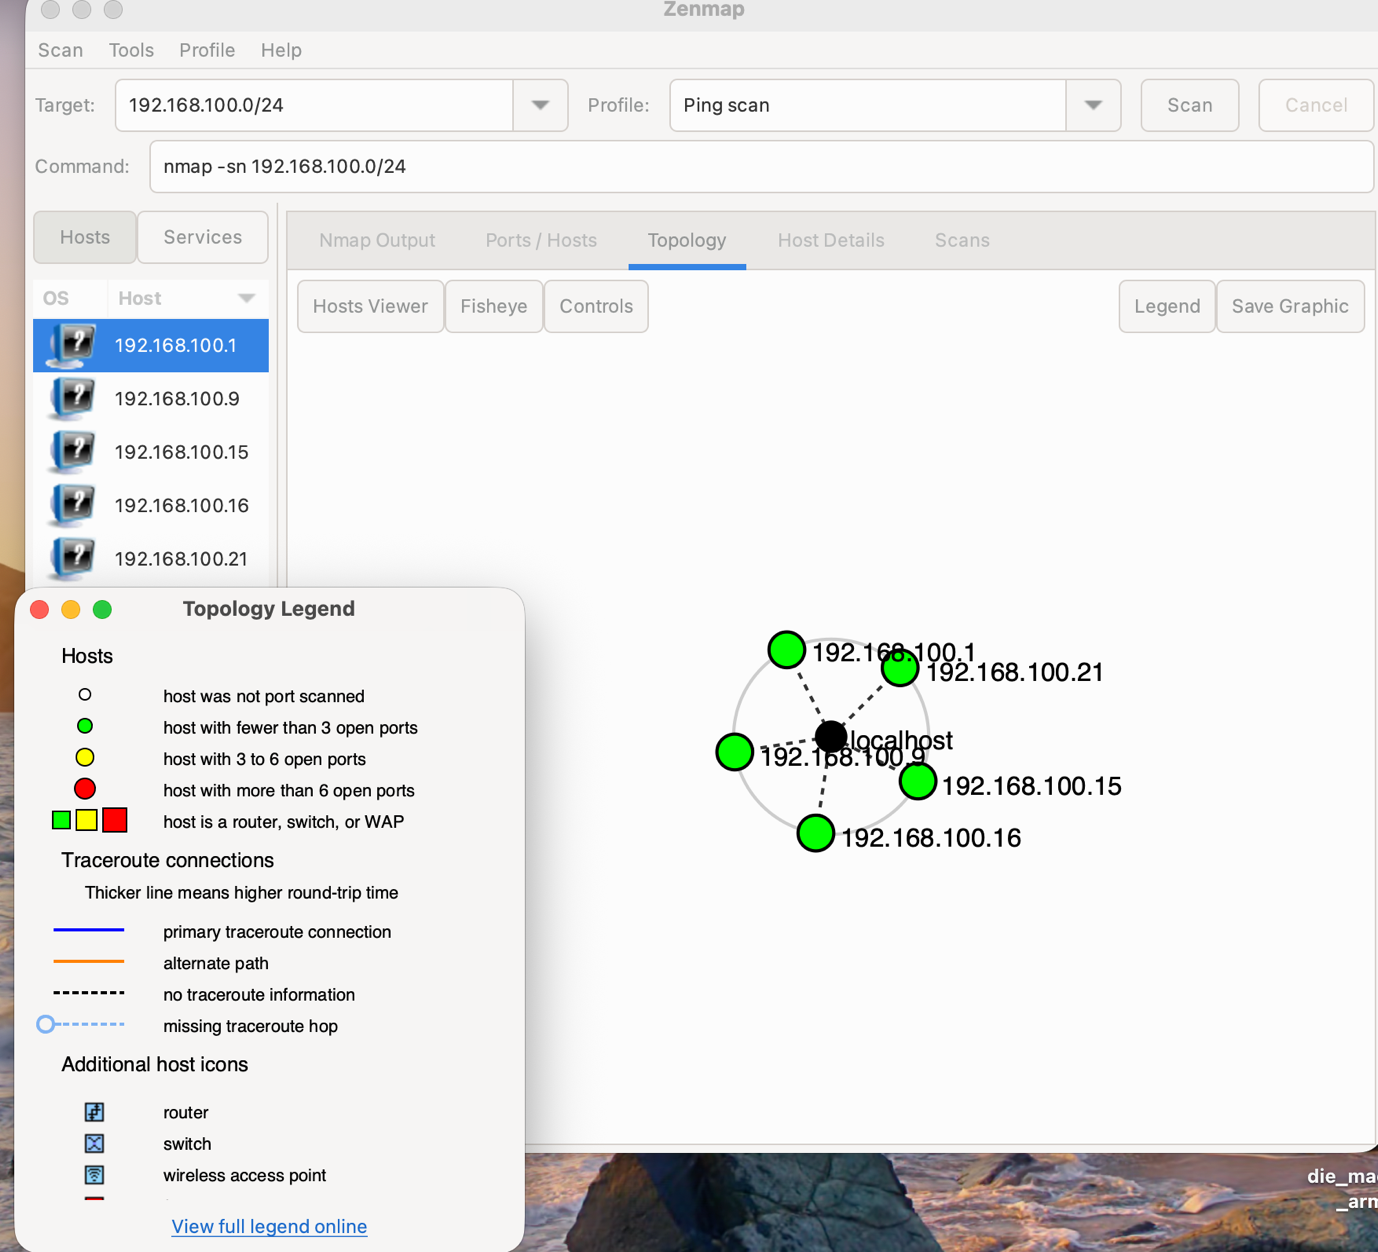 Zenmap
Scan Tools Profile Help
Target: 192.168.100.0/24 Profile: Ping scan Scan Cancel
Command: nmap -sn 192.168.100.0/24
Hosts Services
Nmap Output Ports / Hosts Topology Host Details Scans
OS Host
Hosts Viewer Fisheye Controls Legend Save Graphic
192.168.100.1
192.168.100.9
192.168.100.15
192.168.100.16
192.168.100.21
192.168.100.1
192.168.100.21
localhost
192.168.100.9
192.168.100.15
192.168.100.16
Topology Legend
Hosts
host was not port scanned
host with fewer than 3 open ports
host with 3 to 6 open ports
host with more than 6 open ports
host is a router, switch, or WAP
Traceroute connections
Thicker line means higher round-trip time
primary traceroute connection
alternate path
no traceroute information
missing traceroute hop
Additional host icons
router
switch
wireless access point
View full legend online
die_ma
_arm